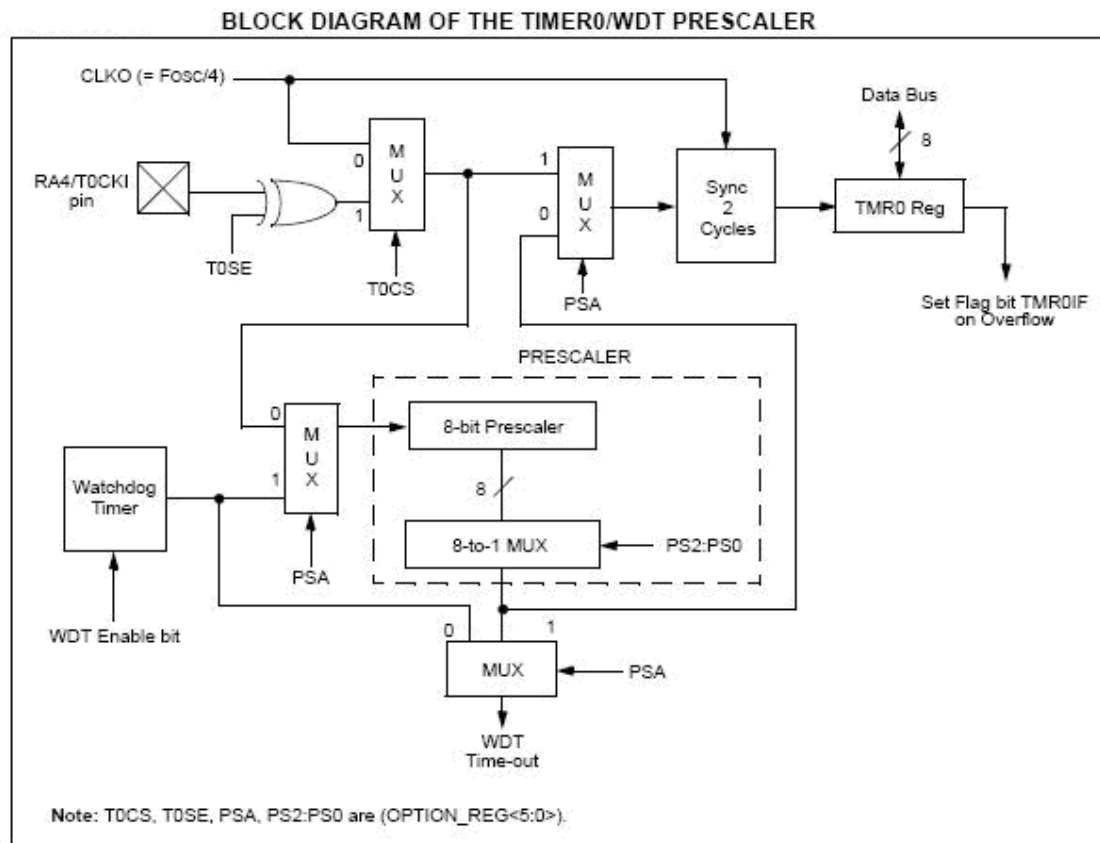 BLOCK DIAGRAM OF THE TIMER0/WDT PRESCALER
CLKO (= Fosc/4)
Data Bus
8
RA4/T0CKI
pin
T0SE
0
1
M
U
X
T0CS
1
0
M
U
X
PSA
Sync
2
Cycles
TMR0 Reg
Set Flag bit TMR0IF
on Overflow
PRESCALER
0
1
M
U
X
PSA
8-bit Prescaler
8
8-to-1 MUX
PS2:PS0
Watchdog
Timer
WDT Enable bit
0
1
MUX
PSA
WDT
Time-out
Note: T0CS, T0SE, PSA, PS2:PS0 are (OPTION_REG<5:0>).